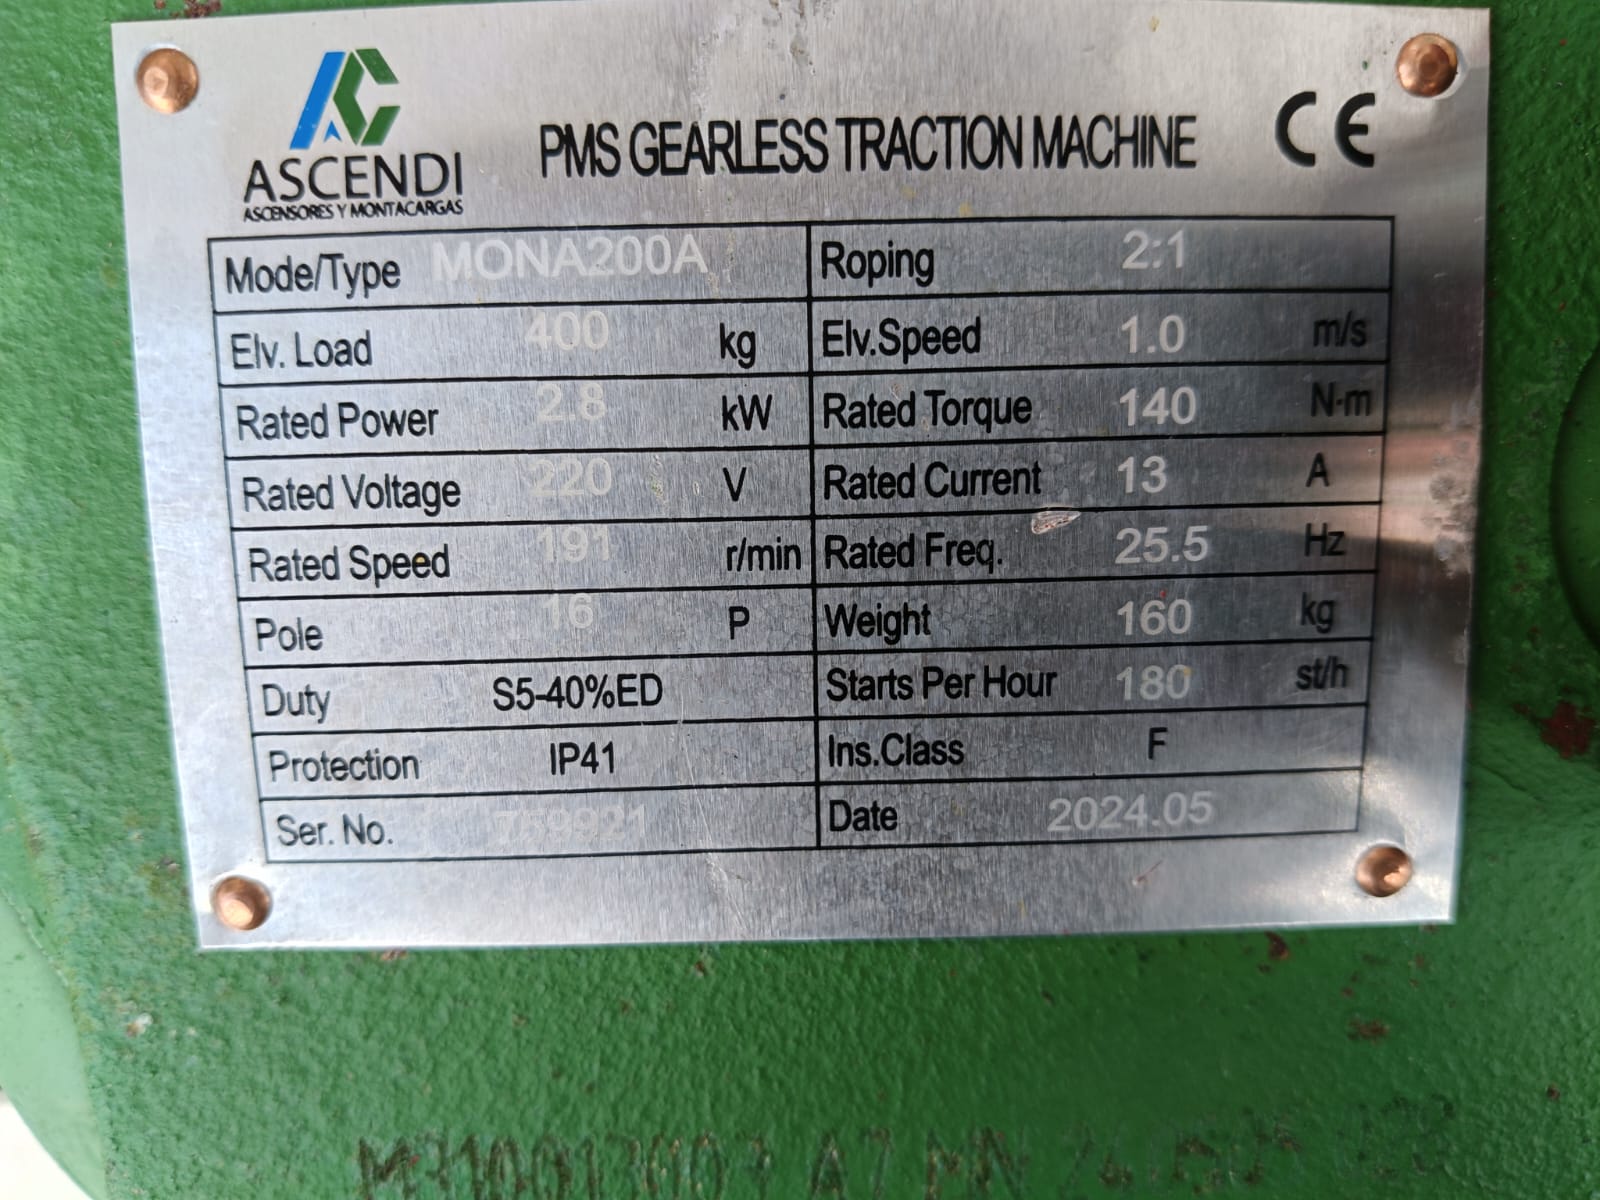 ASCENDI
ASCENSORES Y MONTACARGAS
PMS GEARLESS TRACTION MACHINE CE
Mode/Type MONA200A Roping 2:1
Elv. Load 400 kg Elv.Speed 1.0 m/s
Rated Power 2.8 kW Rated Torque 140 N·m
Rated Voltage 220 V Rated Current 13 A
Rated Speed 191 r/min Rated Freq. 25.5 Hz
Pole 16 P Weight 160 kg
Duty S5-40%ED Starts Per Hour 180 st/h
Protection IP41 Ins.Class F
Ser. No. 759921 Date 2024.05